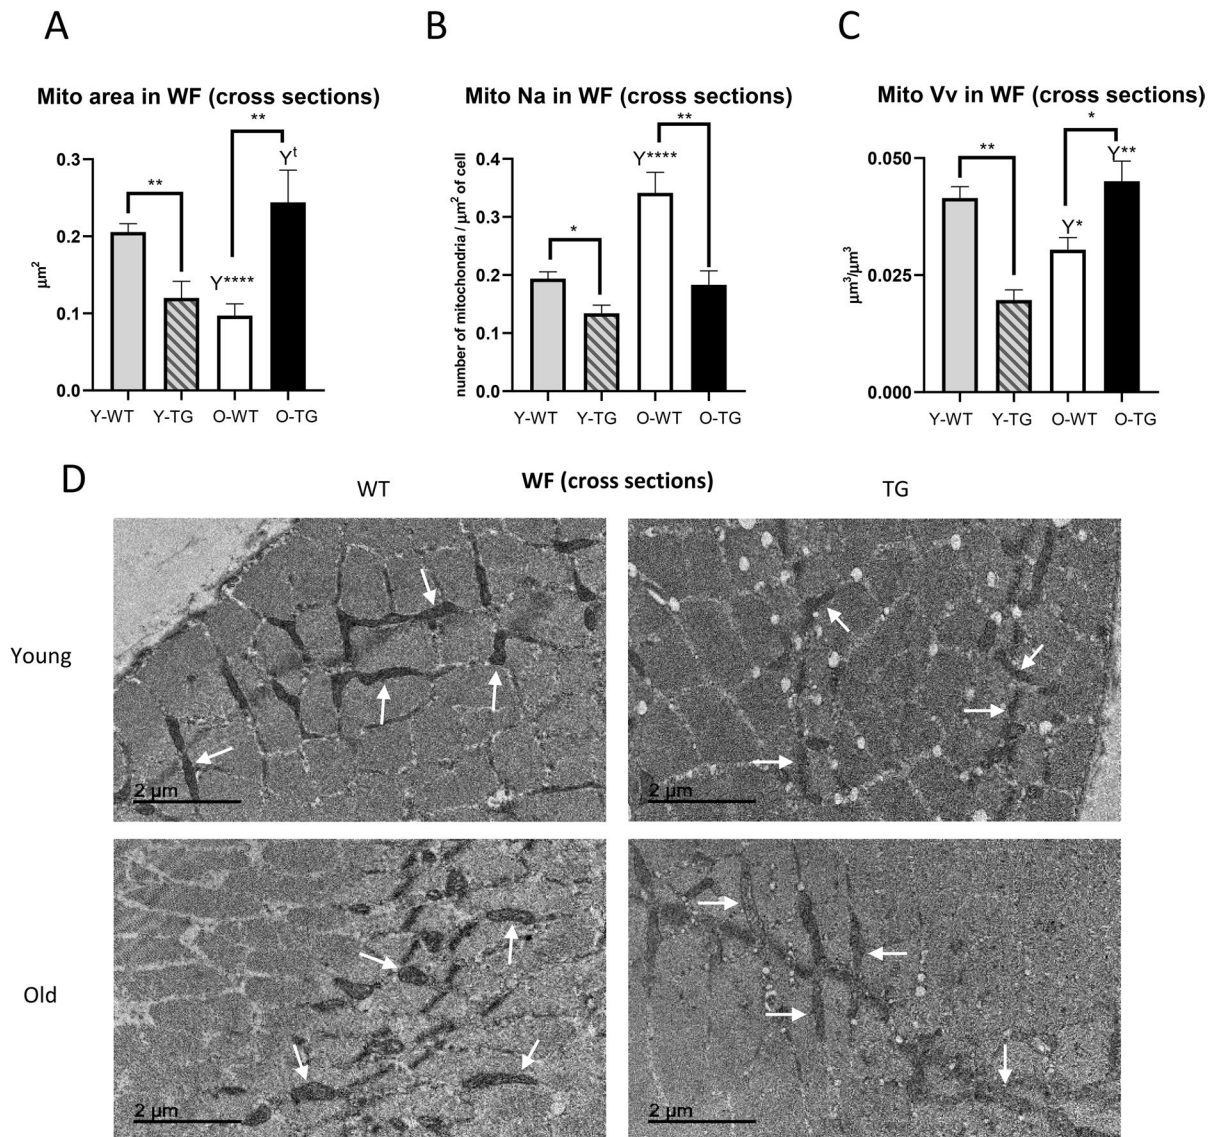 A
B
C
Mito area in WF (cross sections)
Mito Na in WF (cross sections)
Mito Vv in WF (cross sections)
**
Yᵗ
**
0.3
0.2
0.1
0.0
μm²
Y****
Y-WT
Y-TG
O-WT
O-TG
**
Y****
*
0.4
0.3
0.2
0.1
0.0
number of mitochondria / μm² of cell
Y-WT
Y-TG
O-WT
O-TG
*
Y**
**
Y*
0.050
0.025
0.000
μm³/μm³
Y-WT
Y-TG
O-WT
O-TG
D
WF (cross sections)
WT
TG
Young
2 μm
2 μm
Old
2 μm
2 μm